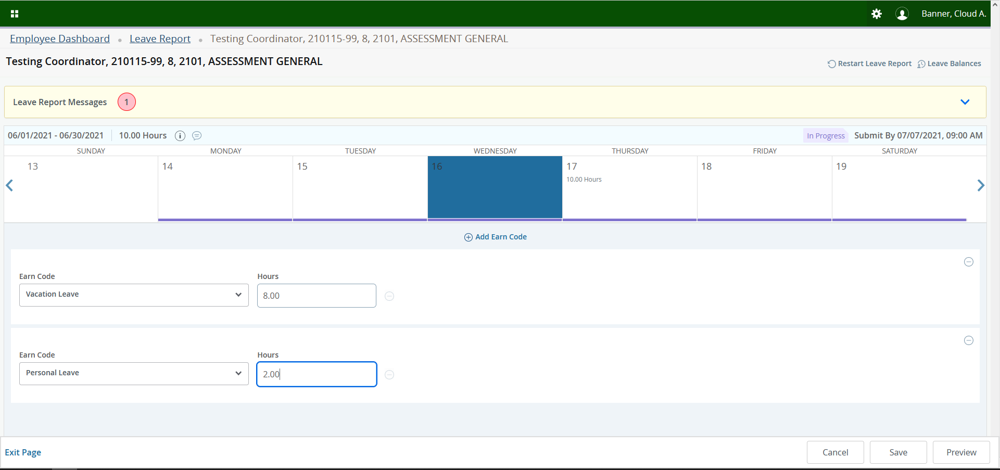 Banner, Cloud A.
Employee Dashboard • Leave Report • Testing Coordinator, 210115-99, 8, 2101, ASSESSMENT GENERAL
Testing Coordinator, 210115-99, 8, 2101, ASSESSMENT GENERAL
Restart Leave Report Leave Balances
Leave Report Messages 1
06/01/2021 - 06/30/2021 10.00 Hours In Progress Submit By 07/07/2021, 09:00 AM
SUNDAY MONDAY TUESDAY WEDNESDAY THURSDAY FRIDAY SATURDAY
13 14 15 16 17 18 19
10.00 Hours
Add Earn Code
Earn Code Hours
Vacation Leave 8.00
Earn Code Hours
Personal Leave 2.00
Exit Page Cancel Save Preview